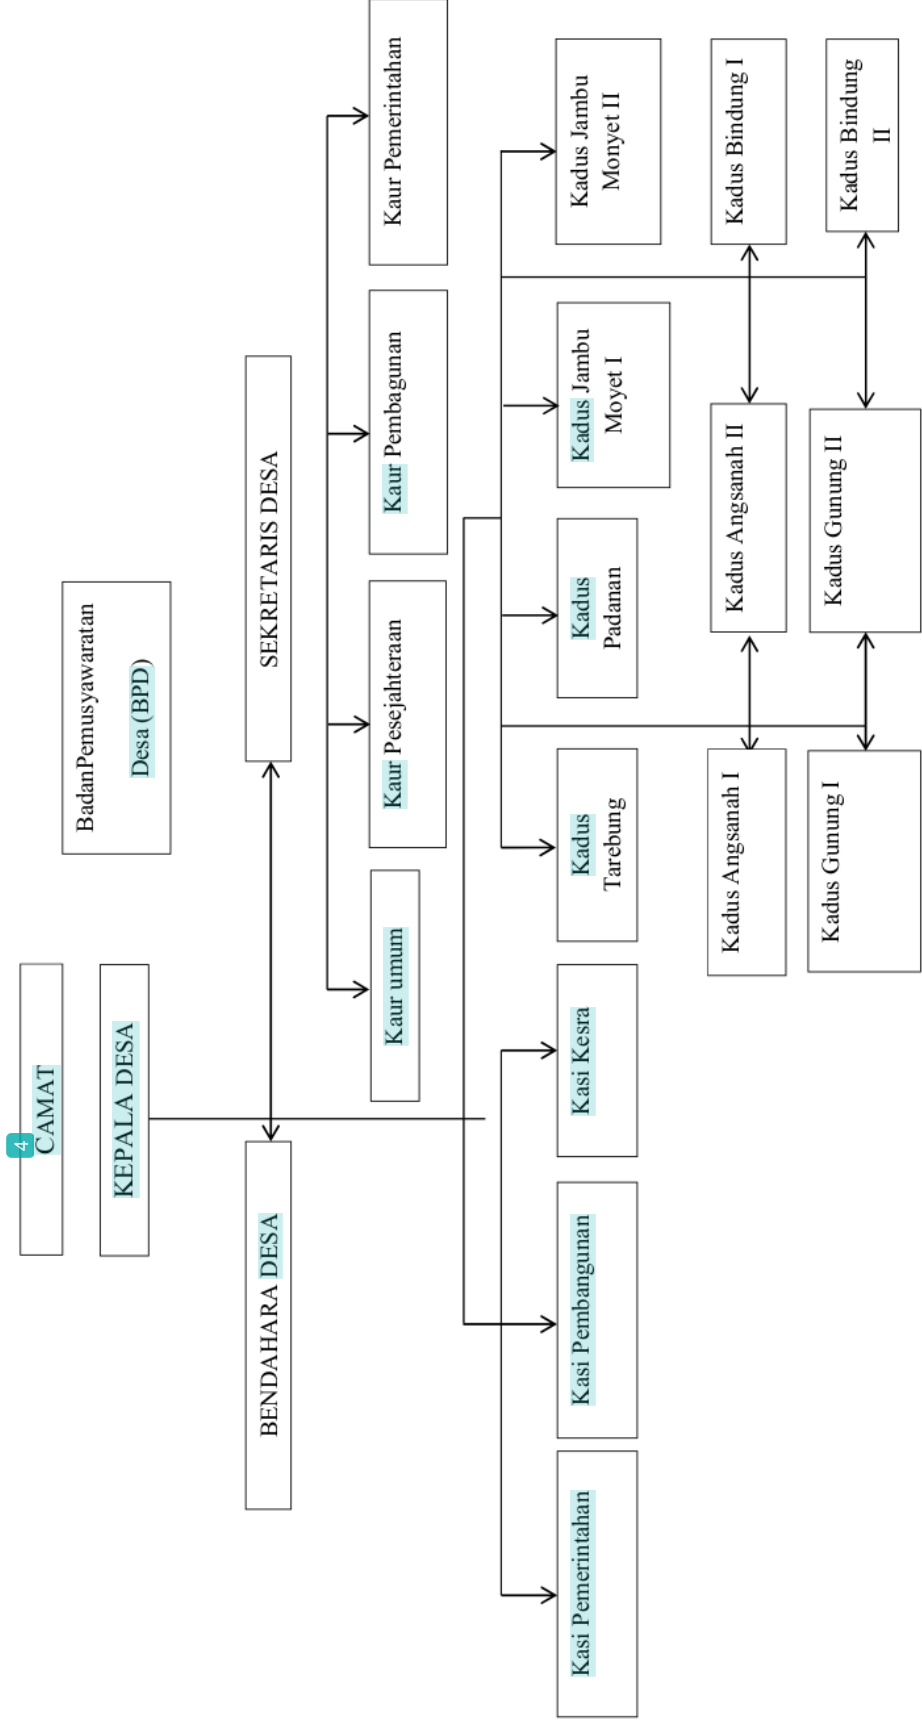 4
CAMAT
KEPALA DESA
BadanPemusyawaratan
Desa (BPD)
BENDAHARA DESA
SEKRETARIS DESA
Kaur umum
Kaur Pesejahteraan
Kaur Pembagunan
Kaur Pemerintahan
Kasi Pemerintahan
Kasi Pembangunan
Kasi Kesra
Kadus
Tarebung
Kadus
Padanan
Kadus Jambu
Moyet I
Kadus Jambu
Monyet II
Kadus Angsanah I
Kadus Angsanah II
Kadus Bindung I
Kadus Gunung I
Kadus Gunung II
Kadus Bindung
II